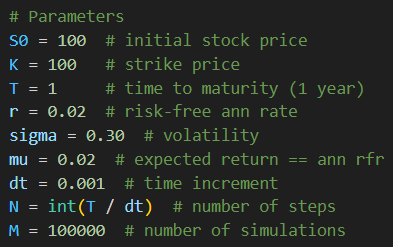 # Parameters
S0 = 100  # initial stock price
K = 100   # strike price
T = 1     # time to maturity (1 year)
r = 0.02  # risk-free ann rate
sigma = 0.30  # volatility
mu = 0.02  # expected return == ann rfr
dt = 0.001  # time increment
N = int(T / dt)  # number of steps
M = 100000  # number of simulations